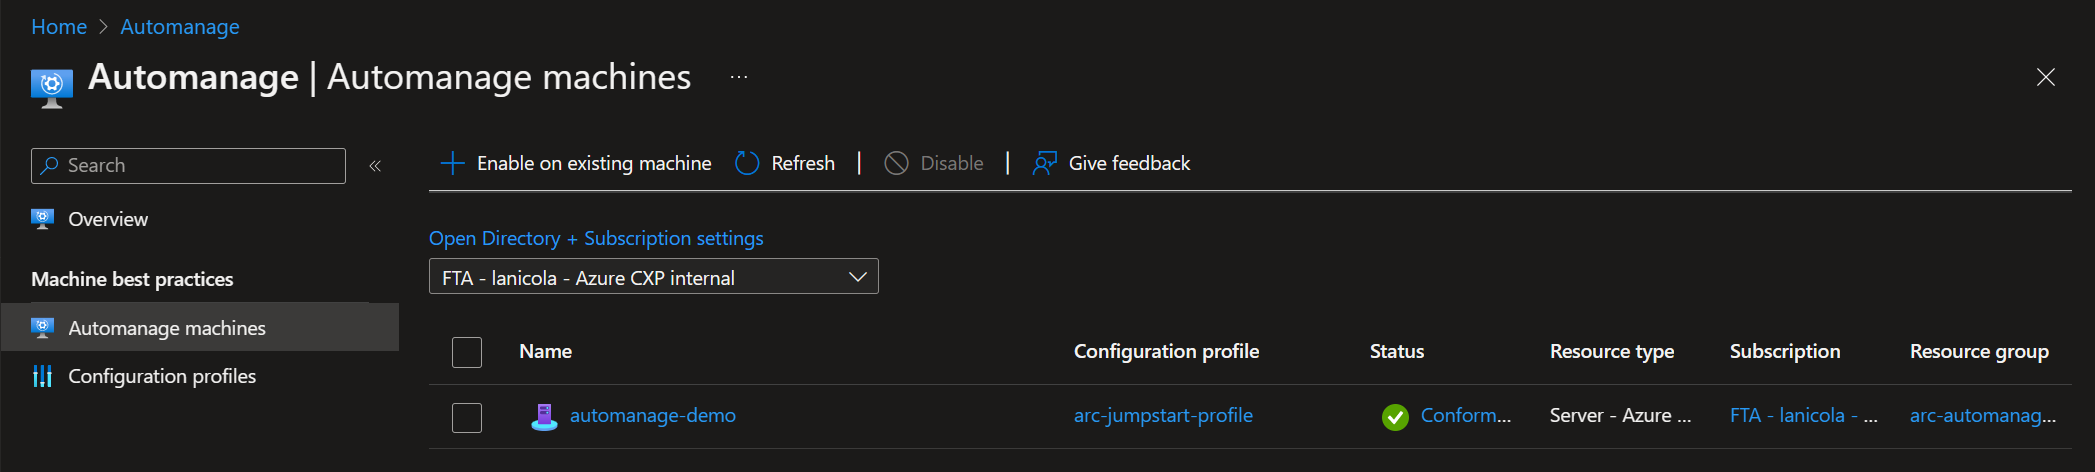 Home > Automanage
Automanage | Automanage machines ...
Search «
Overview
Machine best practices
Automanage machines
Configuration profiles
Enable on existing machine Refresh | Disable | Give feedback
Open Directory + Subscription settings
FTA - lanicola - Azure CXP internal
Name Configuration profile Status Resource type Subscription Resource group
automanage-demo arc-jumpstart-profile Conform... Server - Azure ... FTA - lanicola - ... arc-automanag...